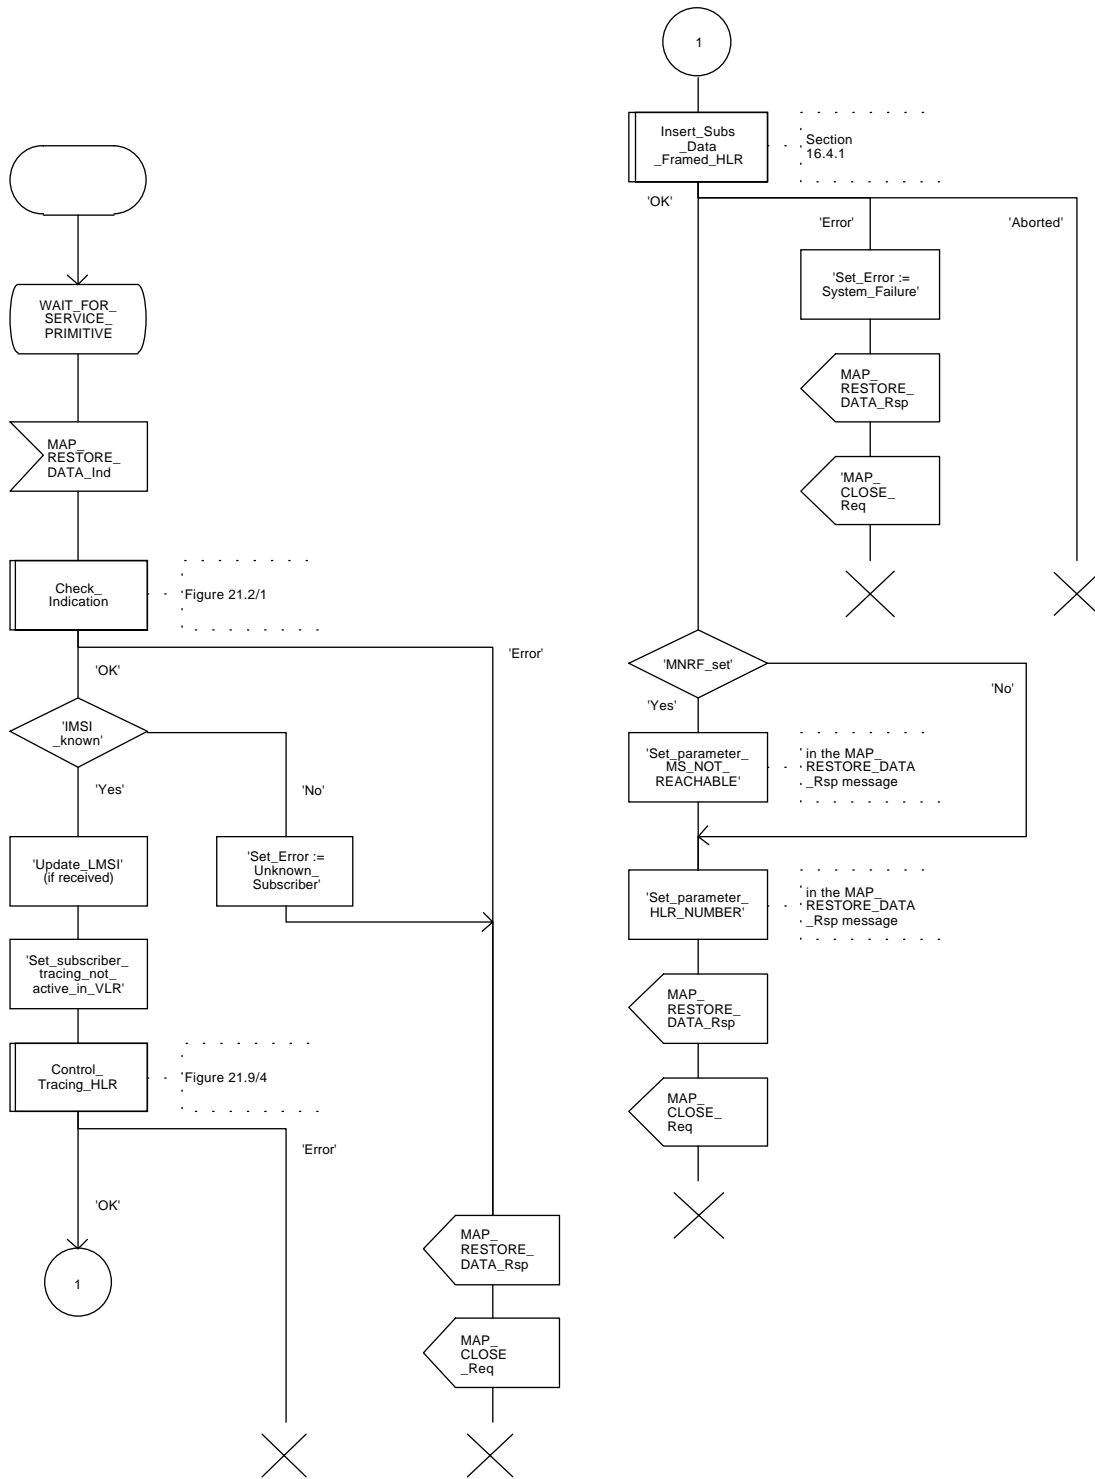 WAIT_FOR_
SERVICE_
PRIMITIVE
MAP_
RESTORE_
DATA_Ind
Check_
Indication
Figure 21.2/1
'Error'
'OK'
'IMSI
_known'
'Yes'
'No'
'Update_LMSI'
(if received)
'Set_Error :=
Unknown_
Subscriber'
'Set_subscriber_
tracing_not_
active_in_VLR'
Control_
Tracing_HLR
Figure 21.9/4
'Error'
'OK'
1
MAP_
RESTORE_
DATA_Rsp
MAP_
CLOSE
_Req
1
Insert_Subs
_Data
_Framed_HLR
Section
16.4.1
'OK'
'Error'
'Aborted'
'Set_Error :=
System_Failure'
MAP_
RESTORE_
DATA_Rsp
'MAP_
CLOSE_
Req
'MNRF_set'
'No'
'Yes'
'Set_parameter_
MS_NOT_
REACHABLE'
in the MAP_
RESTORE_DATA
_Rsp message
'Set_parameter_
HLR_NUMBER'
in the MAP_
RESTORE_DATA
_Rsp message
MAP_
RESTORE_
DATA_Rsp
MAP_
CLOSE_
Req